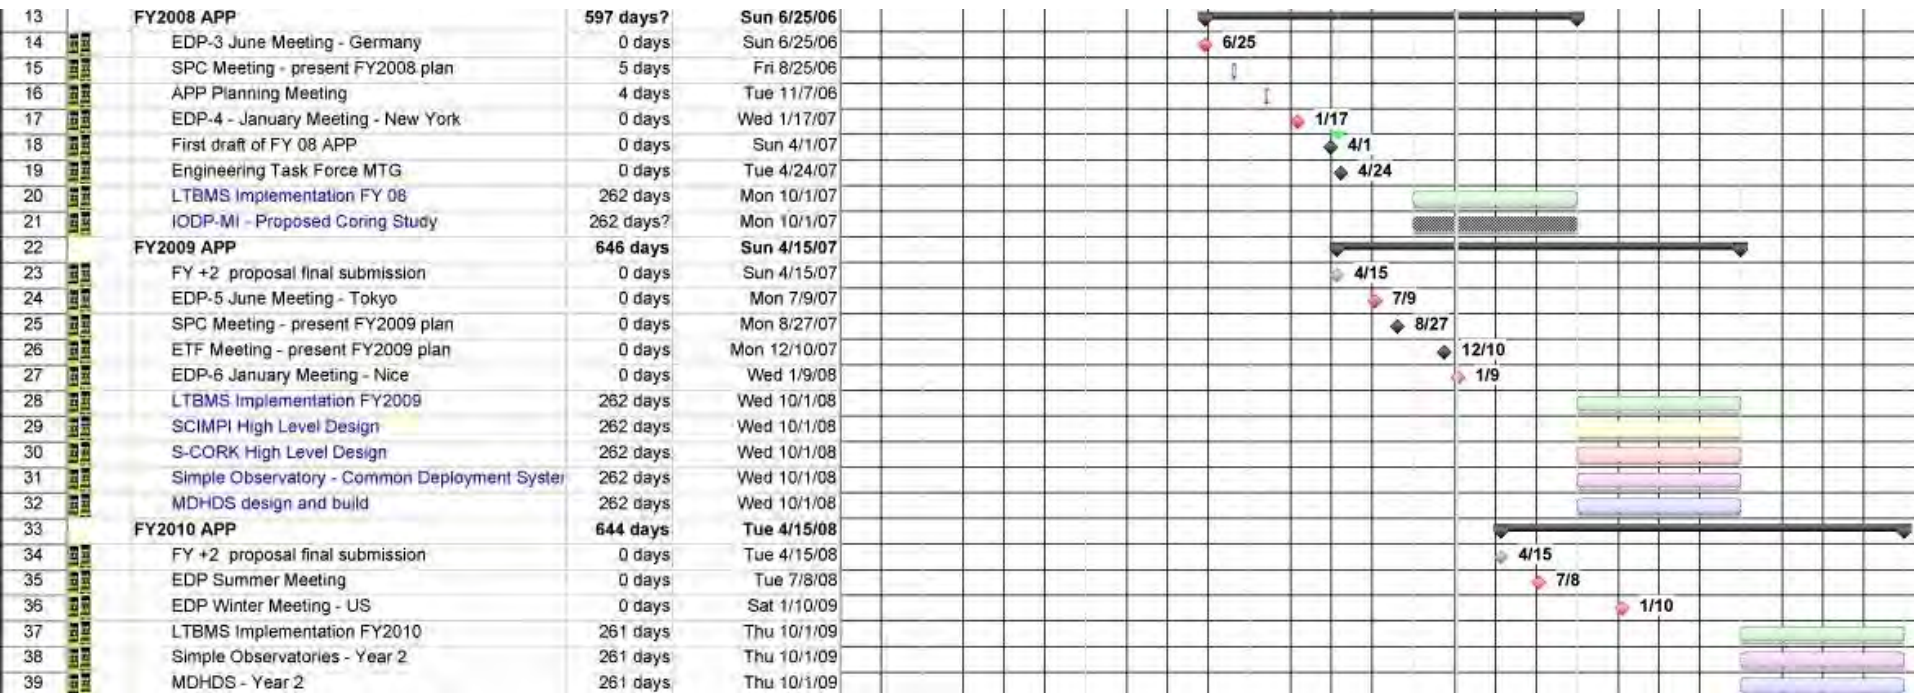 13 FY2008 APP 597 days? Sun 6/25/06
14 EDP-3 June Meeting - Germany 0 days Sun 6/25/06 6/25
15 SPC Meeting - present FY2008 plan 5 days Fri 8/25/06
16 APP Planning Meeting 4 days Tue 11/7/06
17 EDP-4 - January Meeting - New York 0 days Wed 1/17/07 1/17
18 First draft of FY 08 APP 0 days Sun 4/1/07 4/1
19 Engineering Task Force MTG 0 days Tue 4/24/07 4/24
20 LTBMS Implementation FY 08 262 days Mon 10/1/07
21 IODP-MI - Proposed Coring Study 262 days? Mon 10/1/07
22 FY2009 APP 646 days Sun 4/15/07
23 FY +2 proposal final submission 0 days Sun 4/15/07 4/15
24 EDP-5 June Meeting - Tokyo 0 days Mon 7/9/07 7/9
25 SPC Meeting - present FY2009 plan 0 days Mon 8/27/07 8/27
26 ETF Meeting - present FY2009 plan 0 days Mon 12/10/07 12/10
27 EDP-6 January Meeting - Nice 0 days Wed 1/9/08 1/9
28 LTBMS Implementation FY2009 262 days Wed 10/1/08
29 SCIMPI High Level Design 262 days Wed 10/1/08
30 S-CORK High Level Design 262 days Wed 10/1/08
31 Simple Observatory - Common Deployment Syster 262 days Wed 10/1/08
32 MDHDS design and build 262 days Wed 10/1/08
33 FY2010 APP 644 days Tue 4/15/08
34 FY +2 proposal final submission 0 days Tue 4/15/08 4/15
35 EDP Summer Meeting 0 days Tue 7/8/08 7/8
36 EDP Winter Meeting - US 0 days Sat 1/10/09 1/10
37 LTBMS Implementation FY2010 261 days Thu 10/1/09
38 Simple Observatories - Year 2 261 days Thu 10/1/09
39 MDHDS - Year 2 261 days Thu 10/1/09